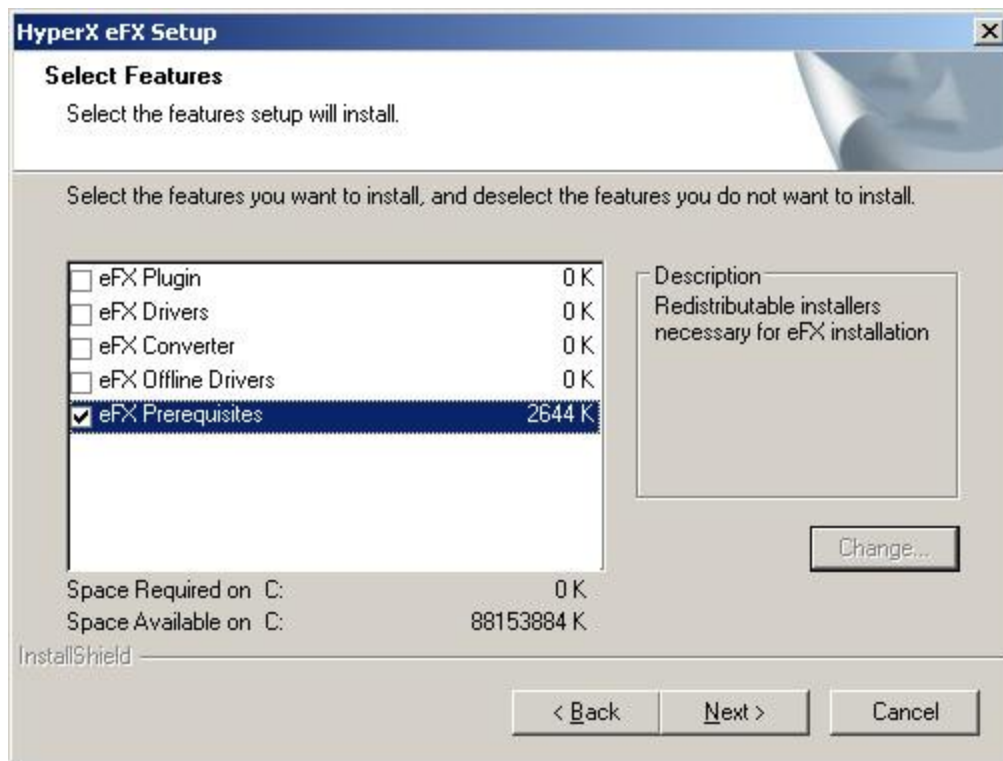 HyperX eFX Setup
Select Features
Select the features setup will install.
Select the features you want to install, and deselect the features you do not want to install.
eFX Plugin 0 K
eFX Drivers 0 K
eFX Converter 0 K
eFX Offline Drivers 0 K
eFX Prerequisites 2644 K
Description
Redistributable installers
necessary for eFX installation
Change...
Space Required on C: 0 K
Space Available on C: 88153884 K
InstallShield
< Back
Next >
Cancel